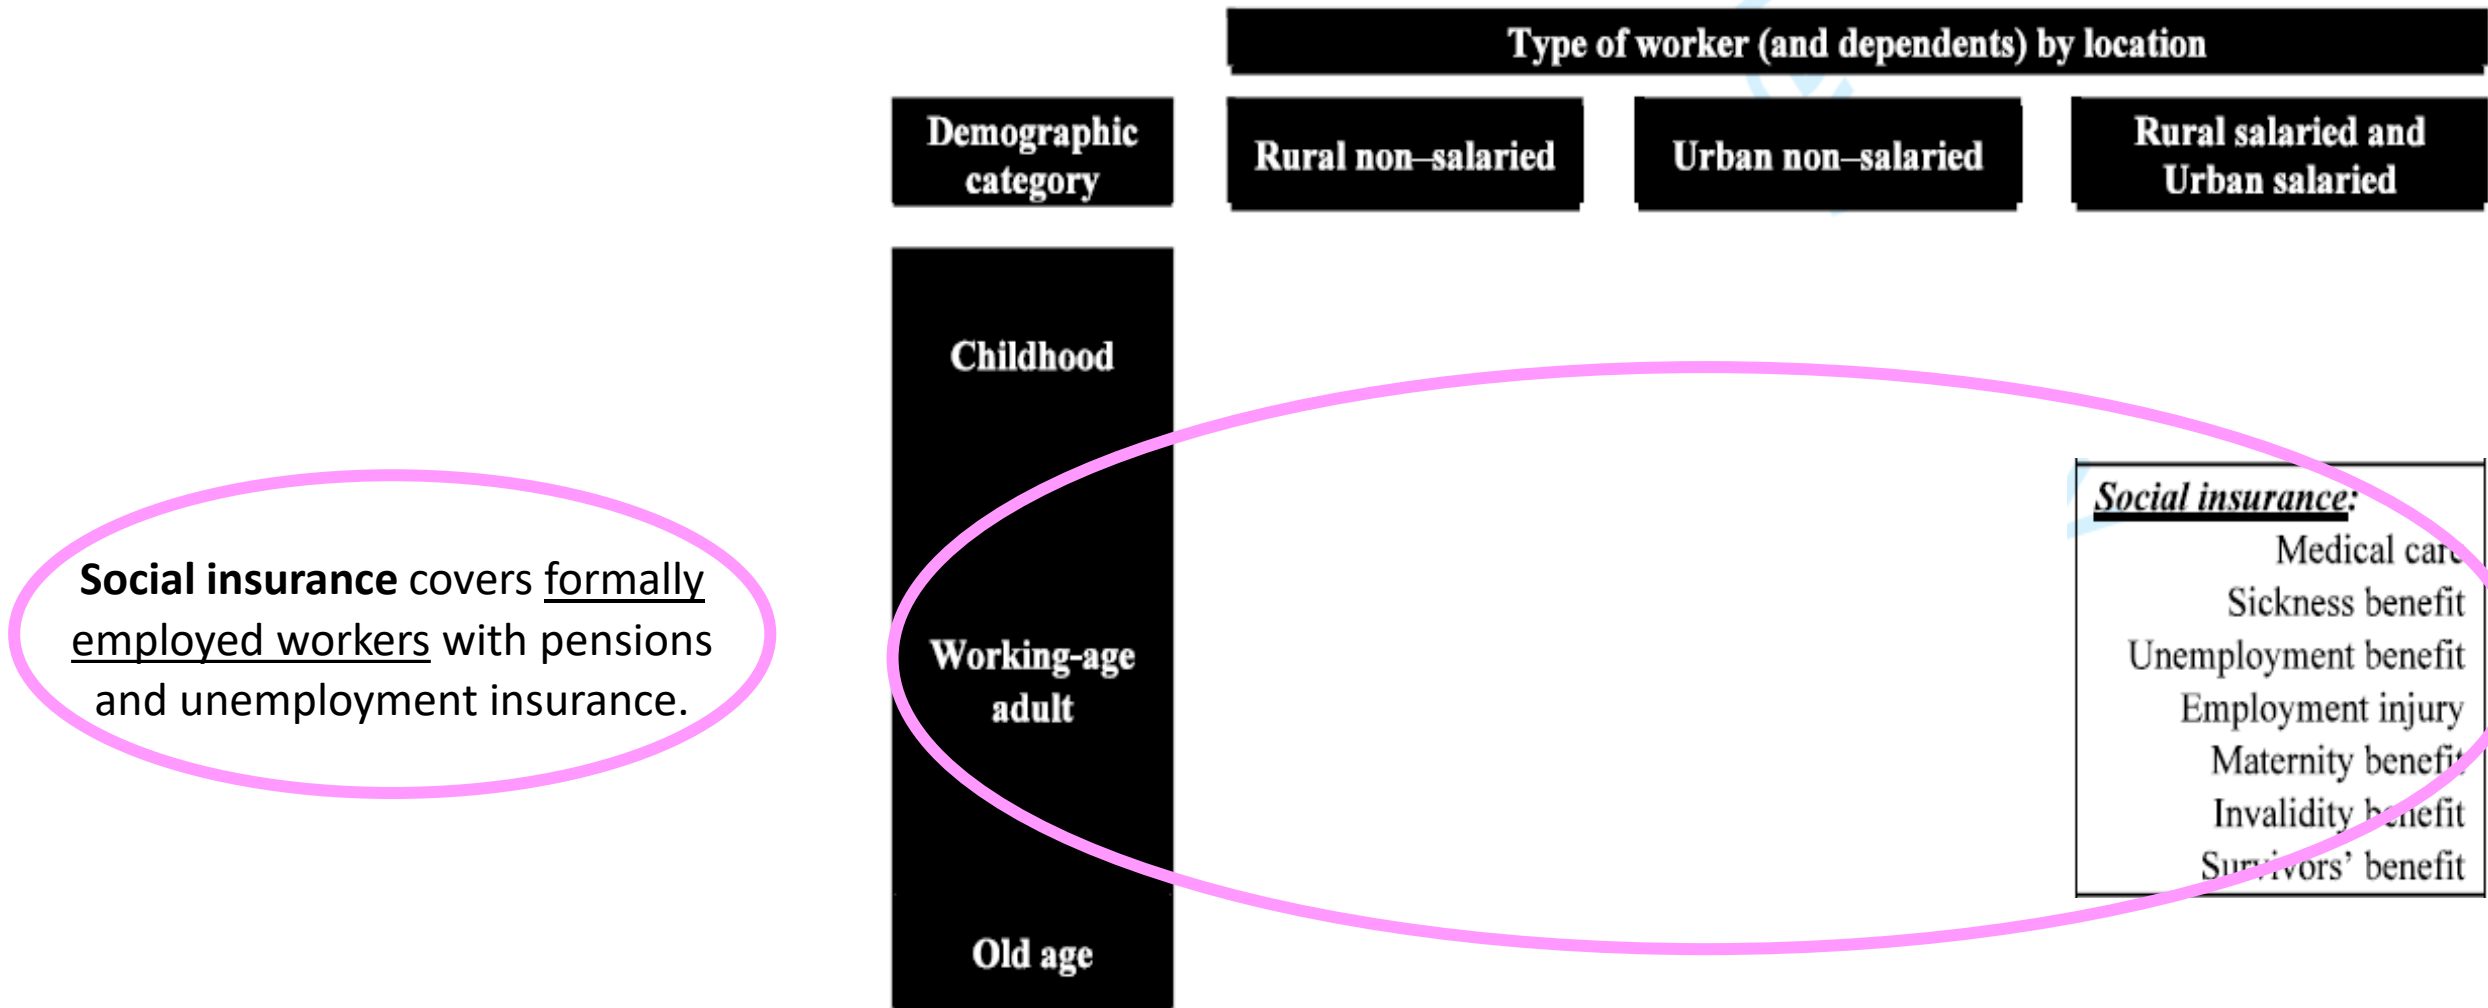 Type of worker (and dependents) by location
Demographic
category
Rural non–salaried
Urban non–salaried
Rural salaried and
Urban salaried
Childhood
Social insurance:
Medical care
Sickness benefit
Unemployment benefit
Employment injury
Maternity benefit
Invalidity benefit
Survivors’ benefit
Social insurance covers formally
employed workers with pensions
and unemployment insurance.
Working-age
adult
Old age